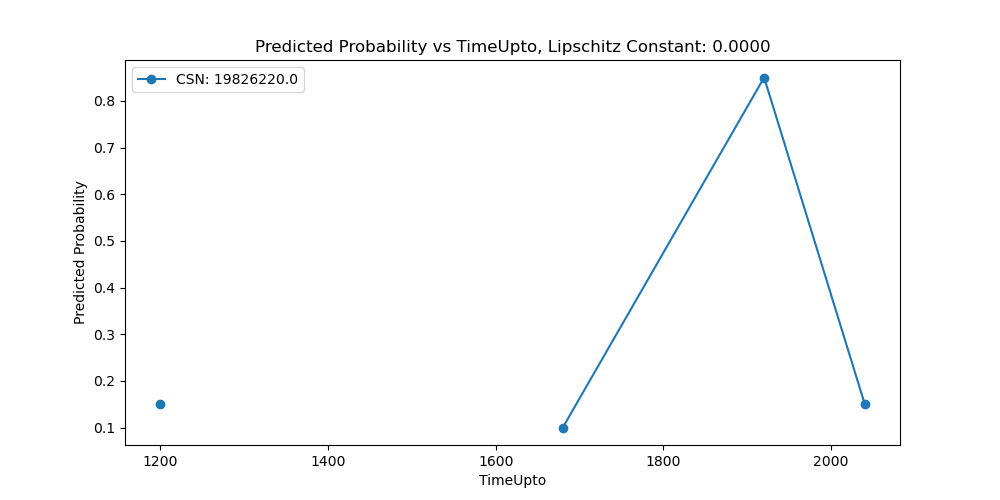 Predicted Probability vs TimeUpto, Lipschitz Constant: 0.0000
CSN: 19826220.0
Predicted Probability
0.8
0.7
0.6
0.5
0.4
0.3
0.2
0.1
1200 1400 1600 1800 2000
TimeUpto